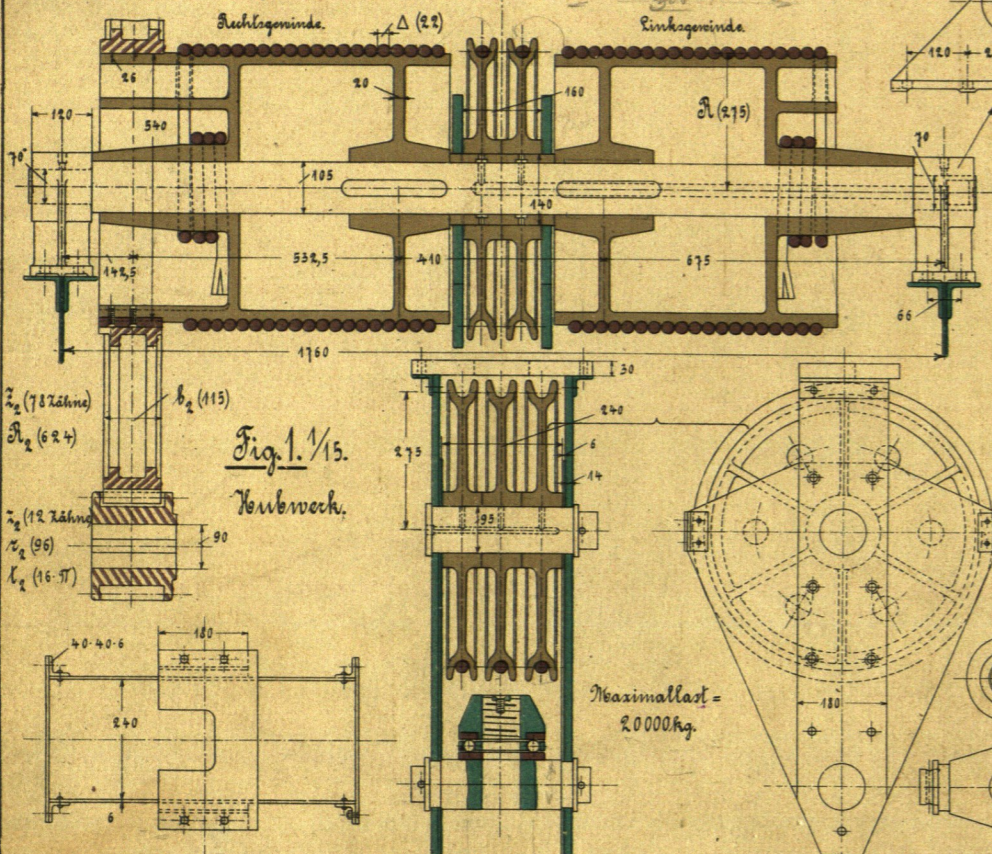 Rechtsgewinde.
Δ (22)
Linksgewinde.
26
20
160
R (275)
120
120
540
70
70
105
140
142,5
532,5
410
675
66
1760
30
z₂ (78 Zähne)
R₂ (624)
b₂ (115)
Fig. 1. 1/15.
Hubwerk.
275
240
6
14
95
z₂ (12 Zähne
r₂ (96)
t₂ (16·π)
90
40·40·6
180
240
6
Maximallast =
20000 kg.
180